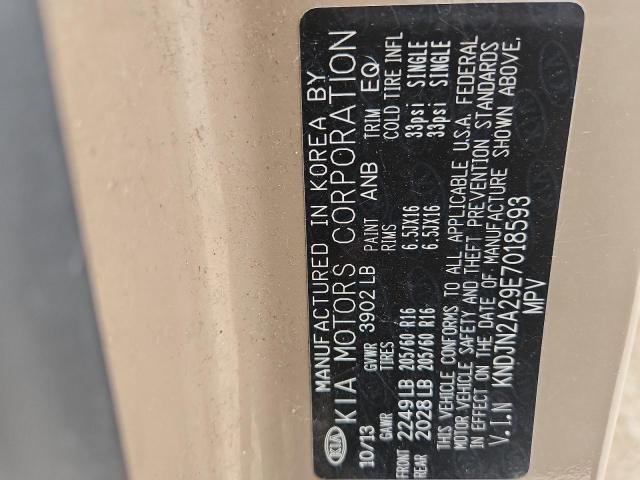 KIA MANUFACTURED IN KOREA BY
KIA MOTORS CORPORATION
10/13 GVWR 3902LB PAINT ANB TRIM EQ
GAWR TIRES RIMS COLD TIRE INFL
FRONT 2249LB 205/60 R16 6.5JX16 33psi SINGLE
REAR 2028LB 205/60 R16 6.5JX16 33psi SINGLE
THIS VEHICLE CONFORMS TO ALL APPLICABLE U.S.A. FEDERAL
MOTOR VEHICLE SAFETY AND THEFT PREVENTION STANDARDS
IN EFFECT ON THE DATE OF MANUFACTURE SHOWN ABOVE.
V.I.N KNDJN2A29E7018593
MPV